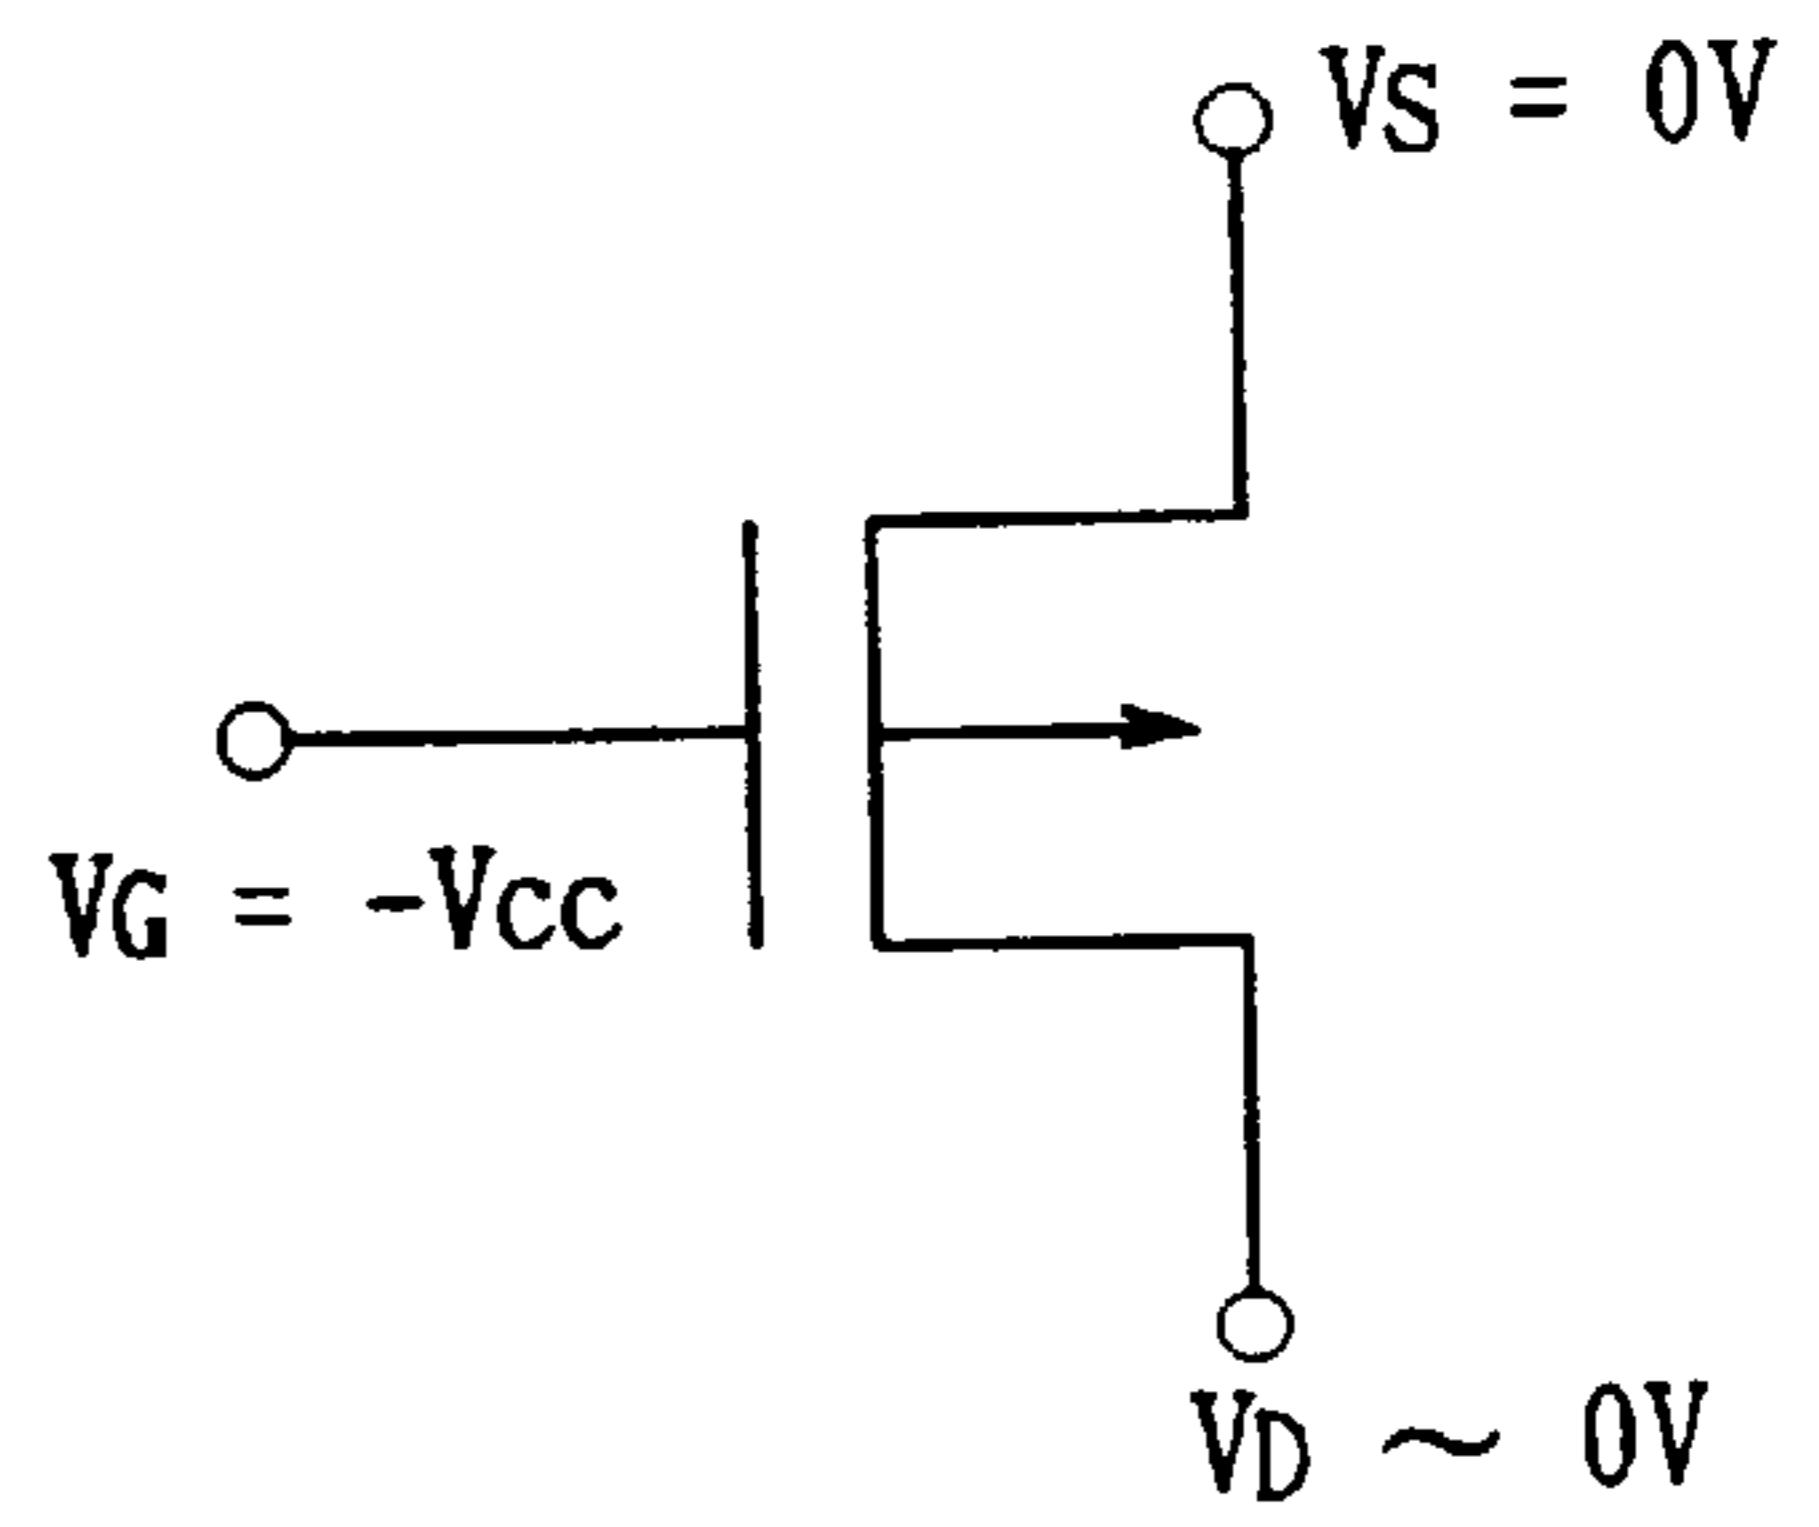 VS = 0V
VG = -VCC
VD ~ 0V